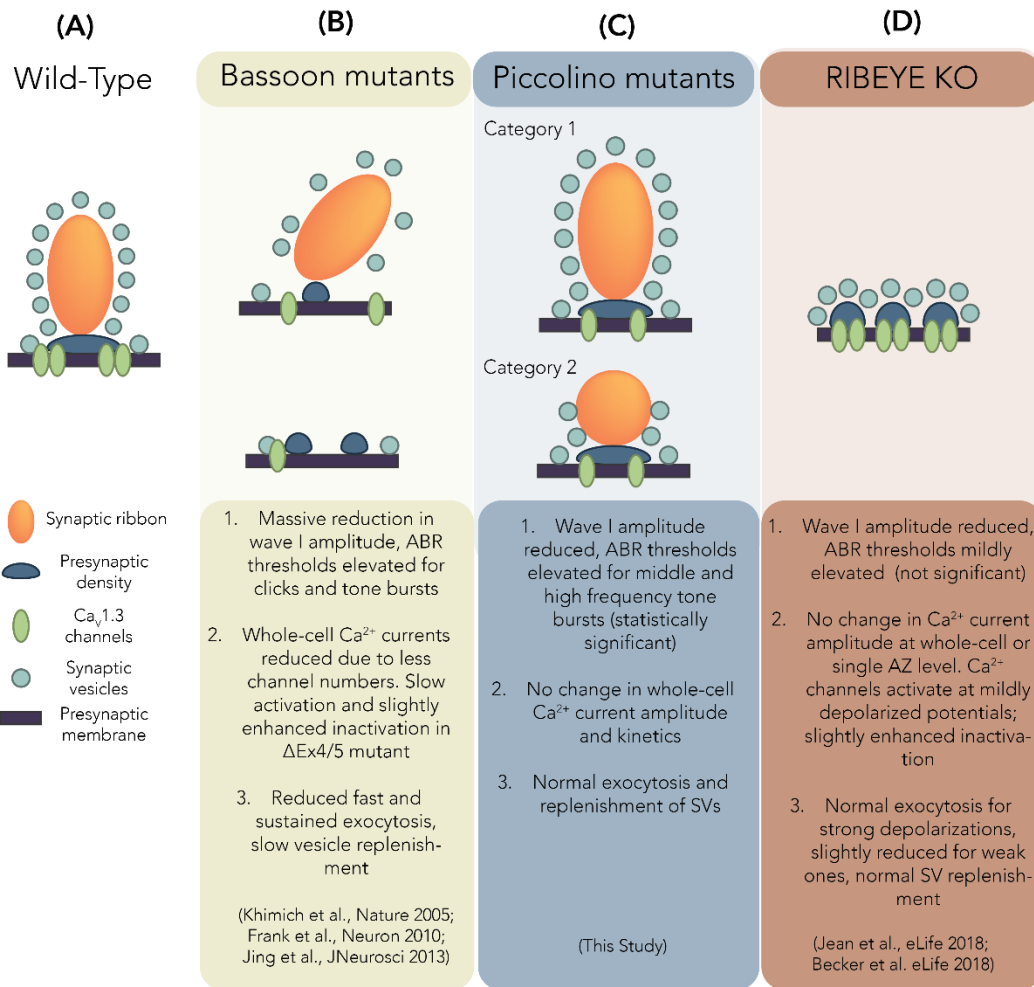 (A)
Wild-Type
Synaptic ribbon
Presynaptic
density
Caᵥ1.3
channels
Synaptic
vesicles
Presynaptic
membrane
(B)
Bassoon mutants
1. Massive reduction in
wave I amplitude, ABR
thresholds elevated for
clicks and tone bursts
2. Whole-cell Ca²⁺ currents
reduced due to less
channel numbers. Slow
activation and slightly
enhanced inactivation in
ΔEx4/5 mutant
3. Reduced fast and
sustained exocytosis,
slow vesicle replenish-
ment
(Khimich et al., Nature 2005;
Frank et al., Neuron 2010;
Jing et al., JNeurosci 2013)
(C)
Piccolino mutants
Category 1
Category 2
1. Wave I amplitude
reduced, ABR thresholds
elevated for middle and
high frequency tone
bursts (statistically
significant)
2. No change in whole-cell
Ca²⁺ current amplitude
and kinetics
3. Normal exocytosis and
replenishment of SVs
(This Study)
(D)
RIBEYE KO
1. Wave I amplitude reduced,
ABR thresholds mildly
elevated (not significant)
2. No change in Ca²⁺ current
amplitude at whole-cell or
single AZ level. Ca²⁺
channels activate at mildly
depolarized potentials;
slightly enhanced inactiva-
tion
3. Normal exocytosis for
strong depolarizations,
slightly reduced for weak
ones, normal SV replenish-
ment
(Jean et al., eLife 2018;
Becker et al. eLife 2018)